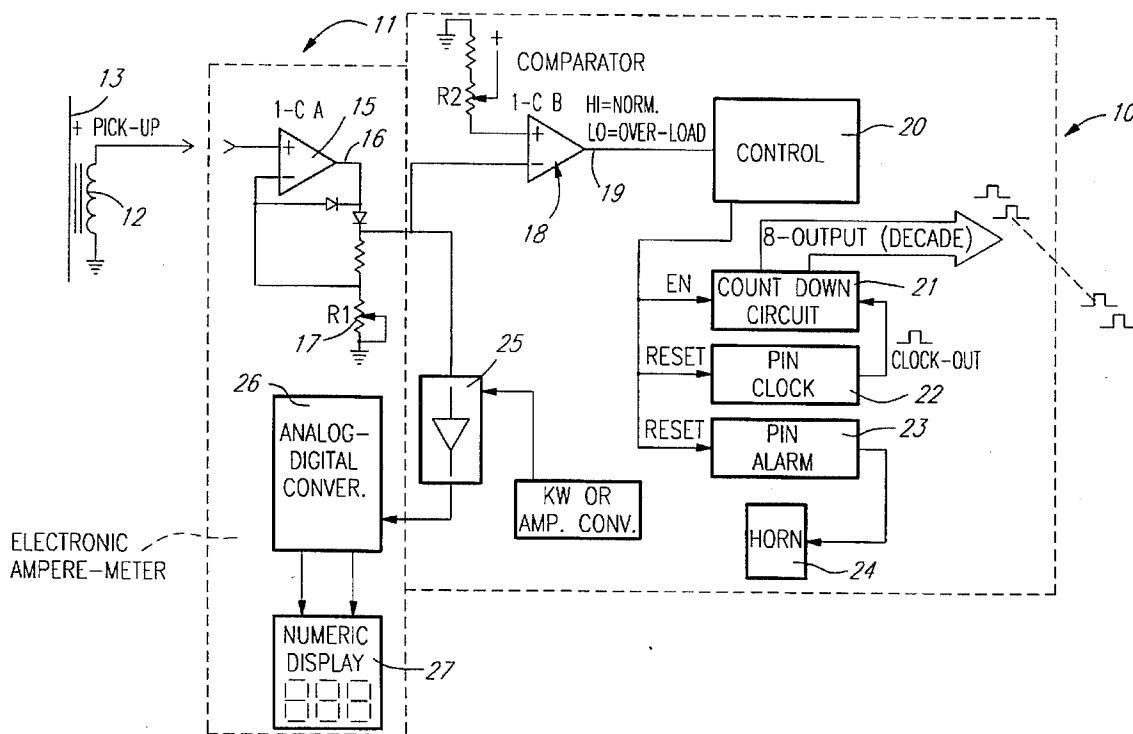 11
10
13
+ PICK-UP
12
1-C A
15
16
+
-
R1
17
+
COMPARATOR
R2
1-C B
+
-
18
HI=NORM.
LO=OVER-LOAD
19
CONTROL
20
8-OUTPUT (DECADE)
EN
COUNT DOWN
CIRCUIT
21
CLOCK-OUT
RESET
PIN
CLOCK
22
RESET
PIN
ALARM
23
HORN
24
25
KW OR
AMP. CONV.
26
ANALOG-
DIGITAL
CONVER.
ELECTRONIC
AMPERE-METER
NUMERIC
DISPLAY
27